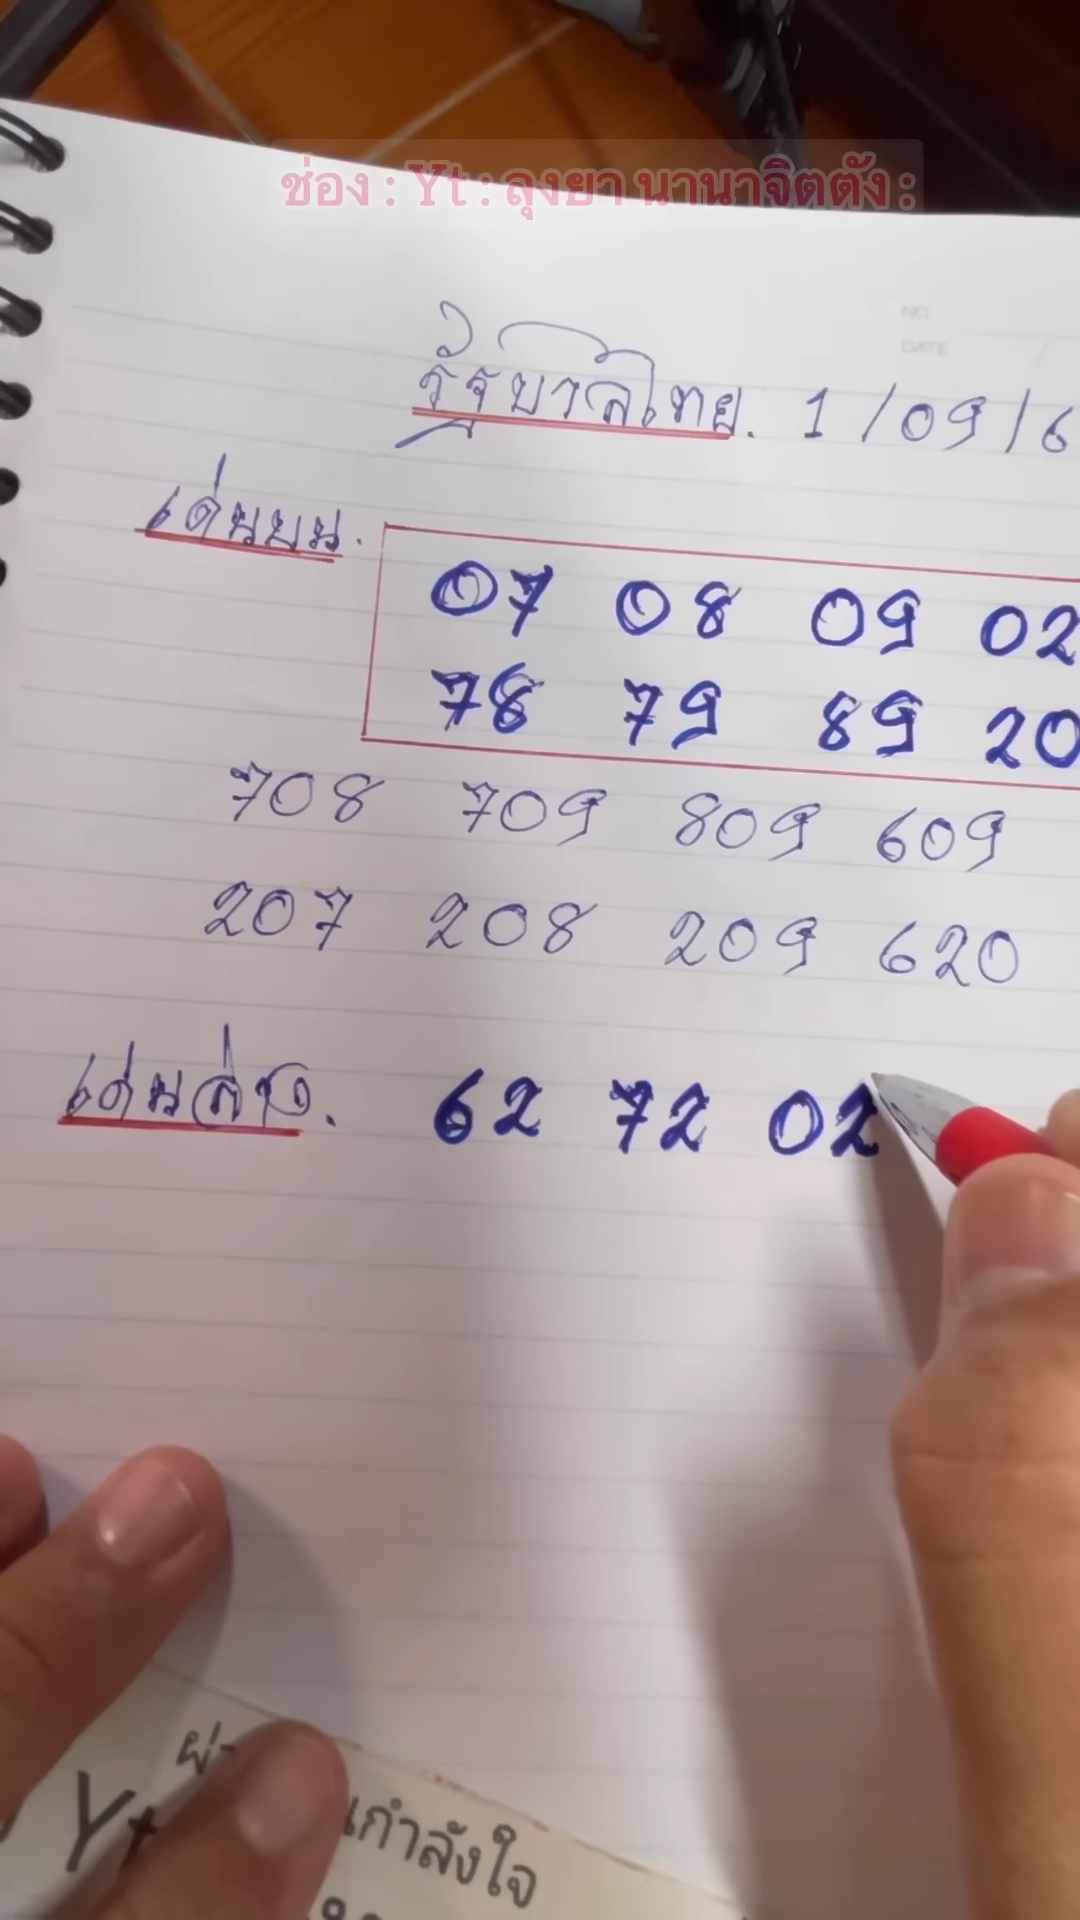 ช่อง : Yt : ลุงยา นานาจิตตัง :
รัฐบาลไทย. 1/09/6
เด่นบน.
07 08 09 02
78 79 89 20
708 709 809 609
207 208 209 620
เด่นล่าง. 62 72 02
Yt
กำลังใจ